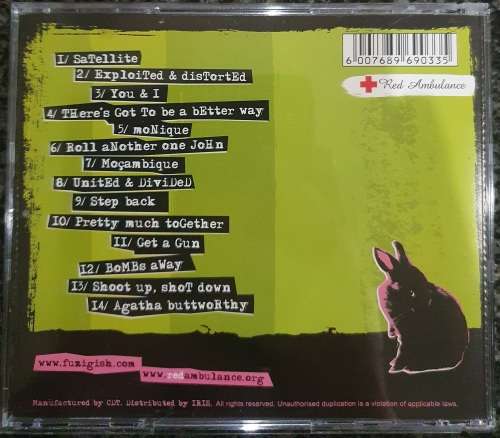 1/ SaTellite
2/ ExploiTed & disTortEd
3/ You & I
4/ THere's GoT To be a bEtter way
5/ moNique
6/ Roll aNother one JoHn
7/ Moçambique
8/ UnitEd & DiviDeD
9/ Step back
10/ Pretty much toGether
11/ Get a Gun
12/ BoMBs aWay
13/ Shoot up, shoT down
14/ Agatha buttwoRthy
6 007689 690335
Red Ambulance
www.fuzigish.com
www.redambulance.org
Manufactured by CDT. Distributed by IRIS. All rights reserved. Unauthorised duplication is a violation of applicable laws.